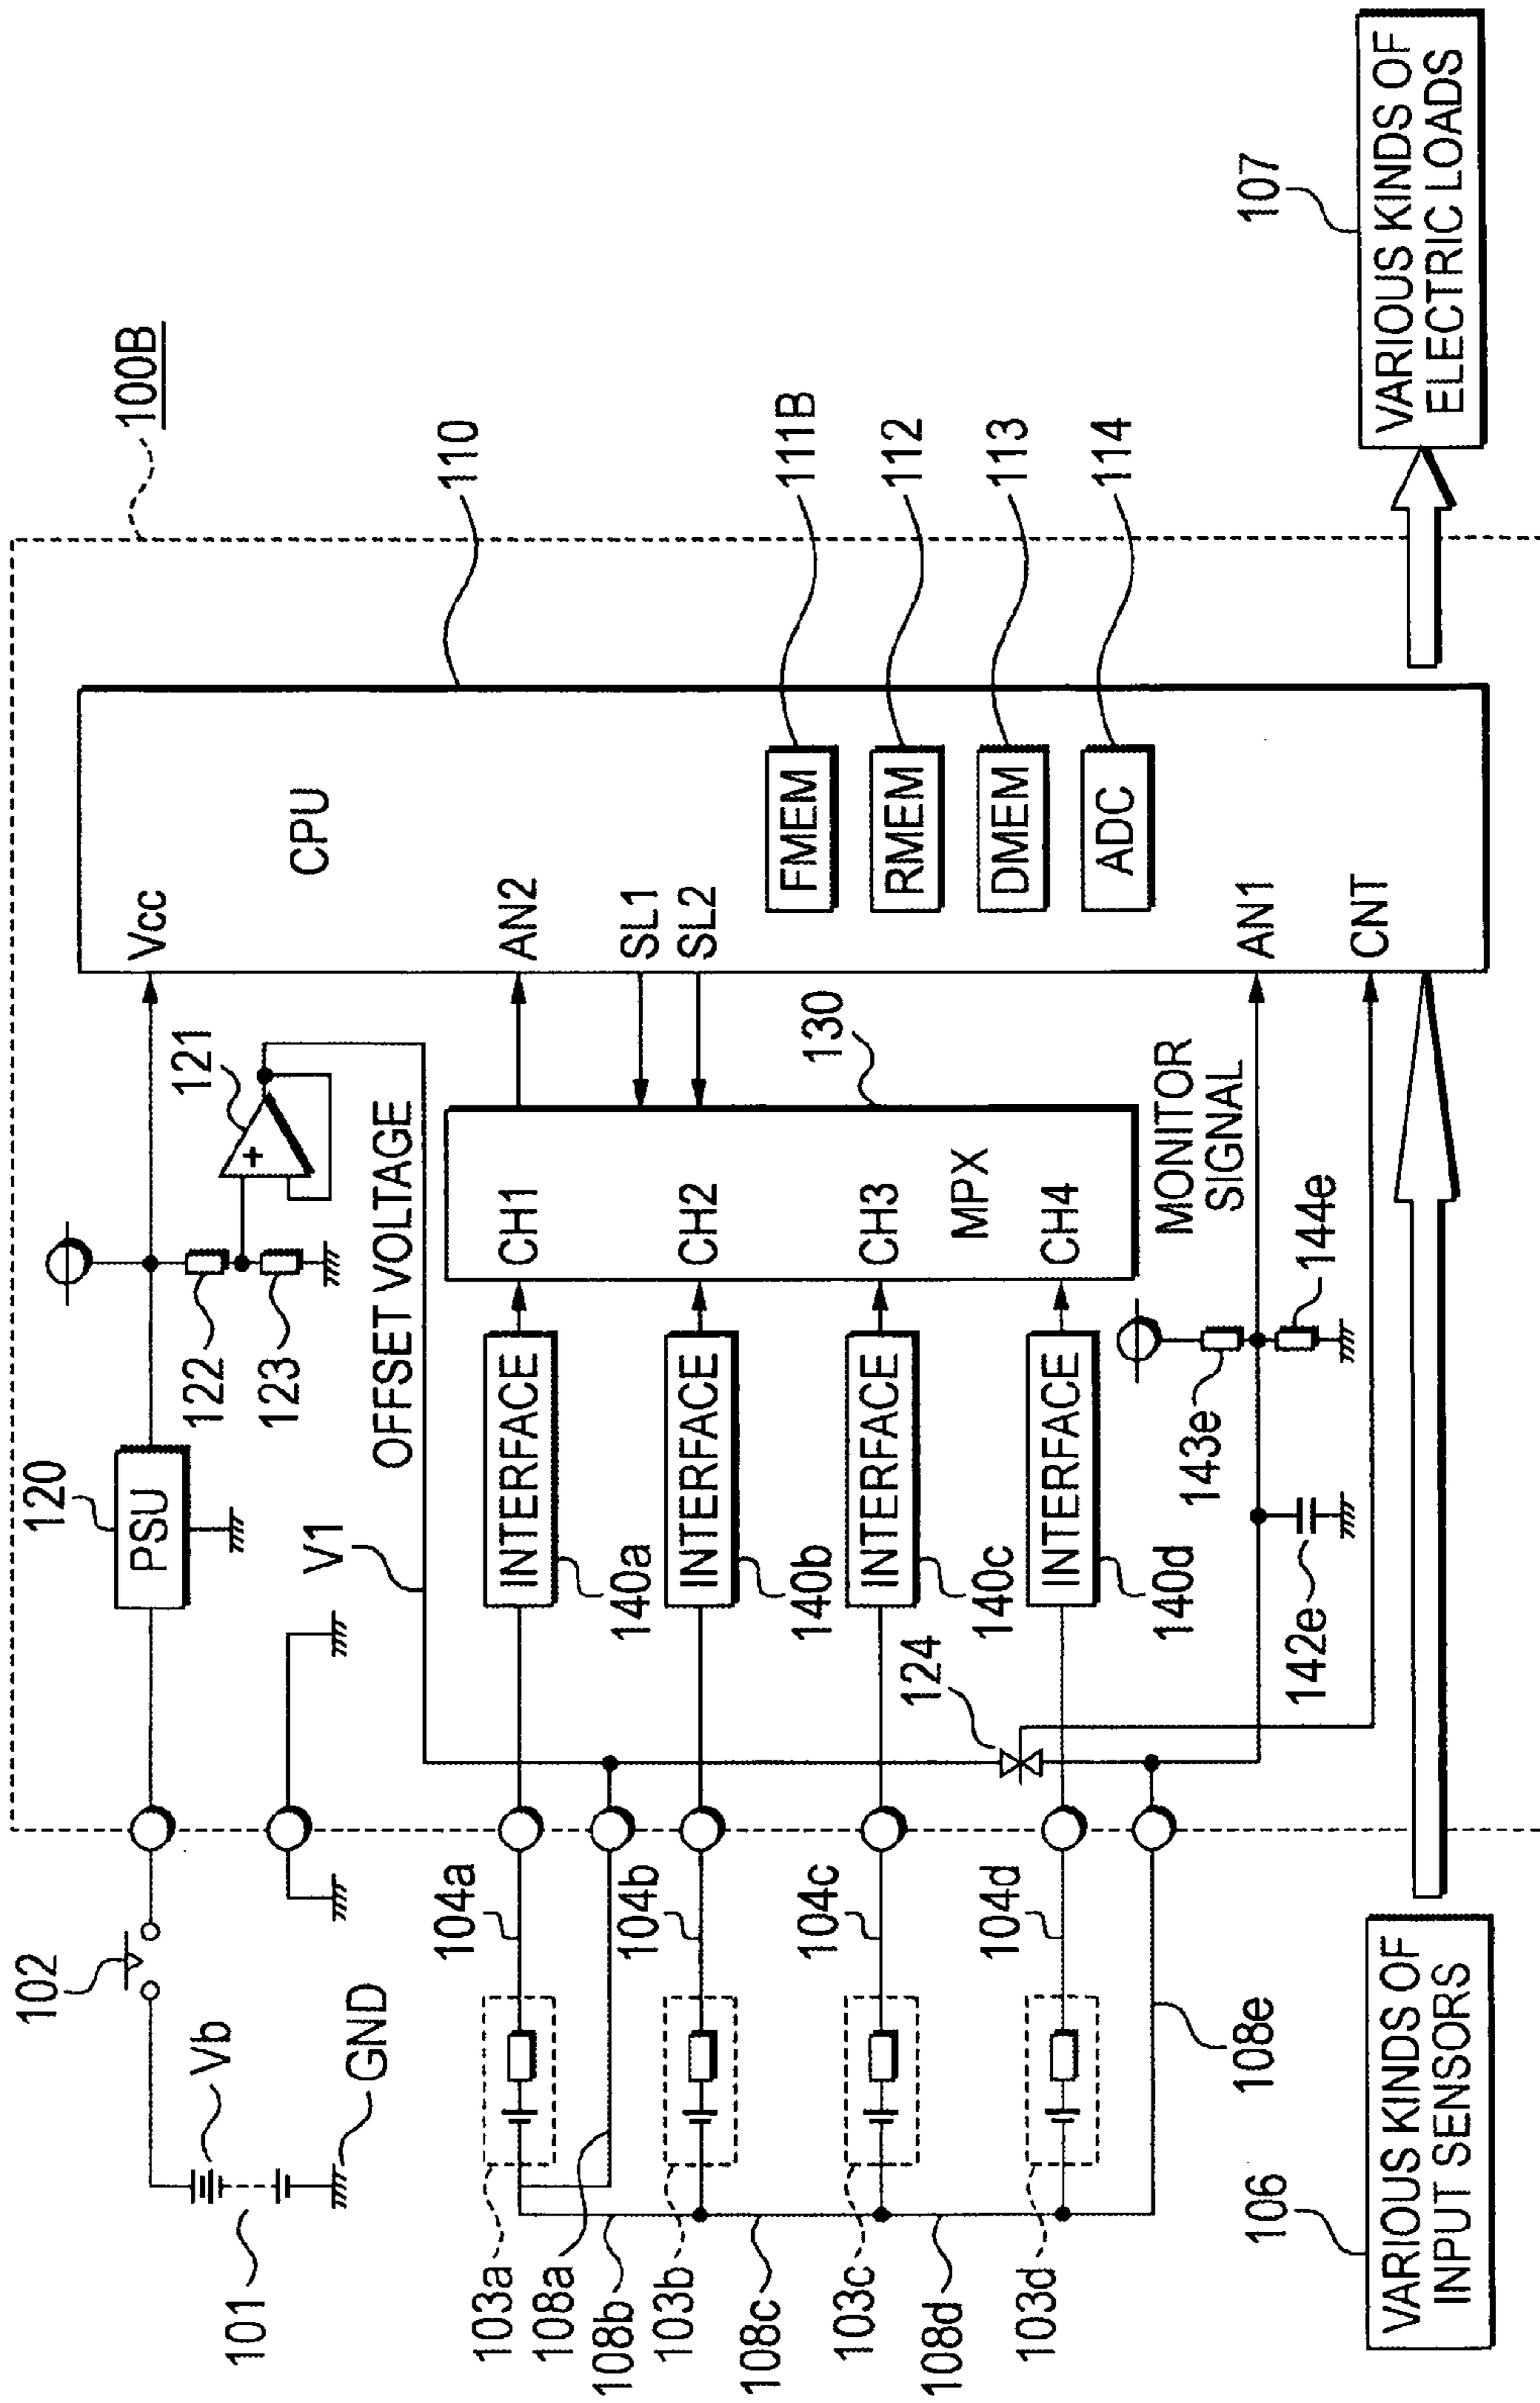 100B
101
102
Vb
GND
120
PSU
122
123
121
+
Vcc
CPU
110
V1
OFFSET VOLTAGE
103a
108a
104a
INTERFACE
140a
CH1
AN2
108b
103b
104b
INTERFACE
140b
CH2
SL1
SL2
130
108c
103c
104c
INTERFACE
140c
CH3
MPX
FMEM
111B
RMEM
112
108d
103d
104d
124
INTERFACE
140d
CH4
DMEM
113
ADC
114
108e
142e
143e
144e
MONITOR
SIGNAL
AN1
CNT
106
VARIOUS KINDS OF
INPUT SENSORS
107
VARIOUS KINDS OF
ELECTRIC LOADS